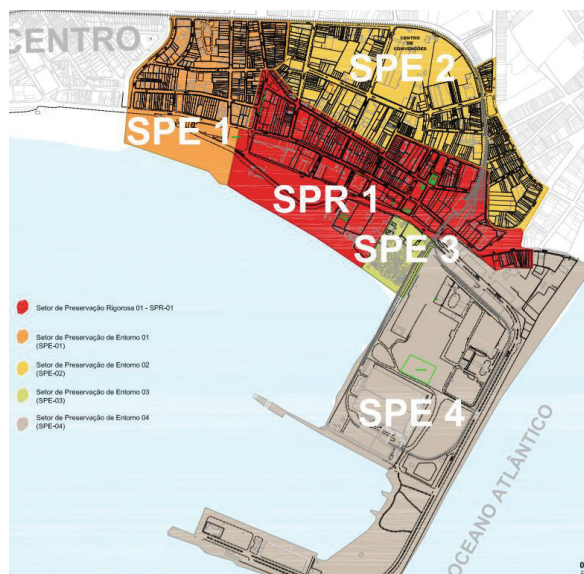 CENTRO
CENTRO
DE
CONVENÇÕES
SPE 2
SPE 1
SPR 1
SPE 3
Setor de Preservação Rigorosa 01 - SPR-01
Setor de Preservação de Entorno 01
(SPE-01)
Setor de Preservação de Entorno 02
(SPE-02)
Setor de Preservação de Entorno 03
(SPE-03)
Setor de Preservação de Entorno 04
(SPE-04)
SPE 4
OCEANO ATLÂNTICO